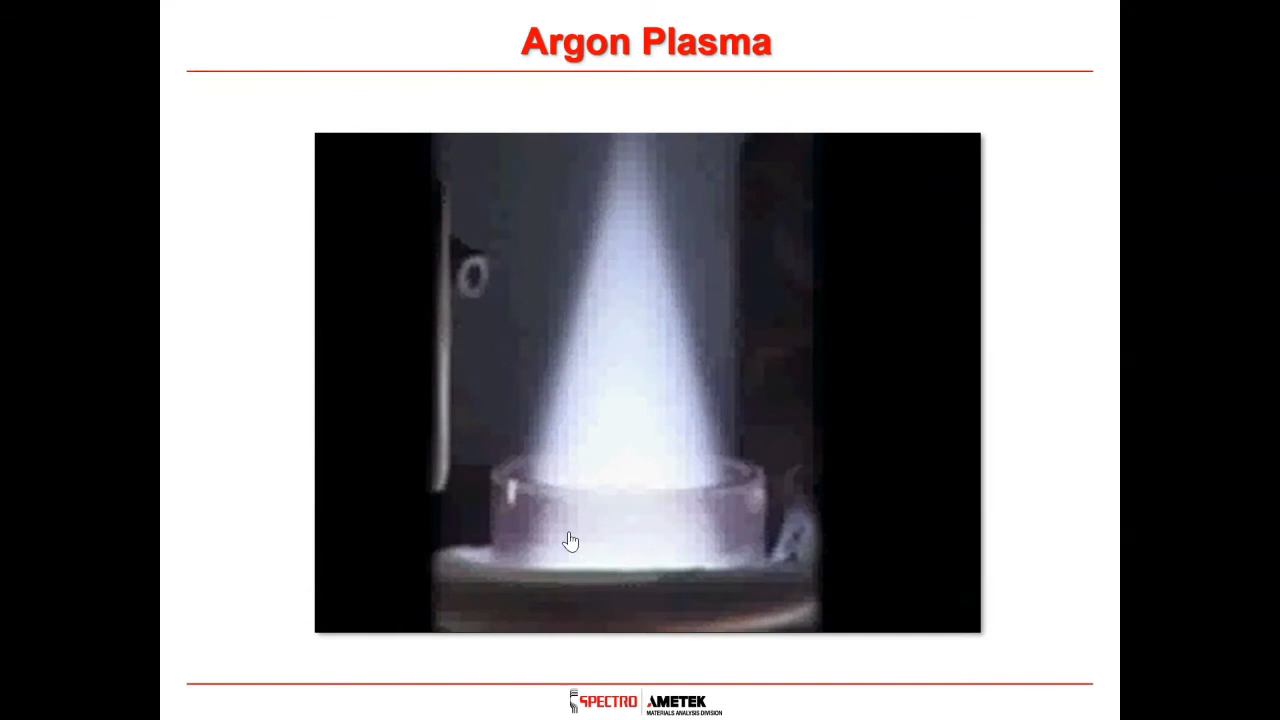 Argon Plasma
O
SPECTRO AMETEK
MATERIALS ANALYSIS DIVISION